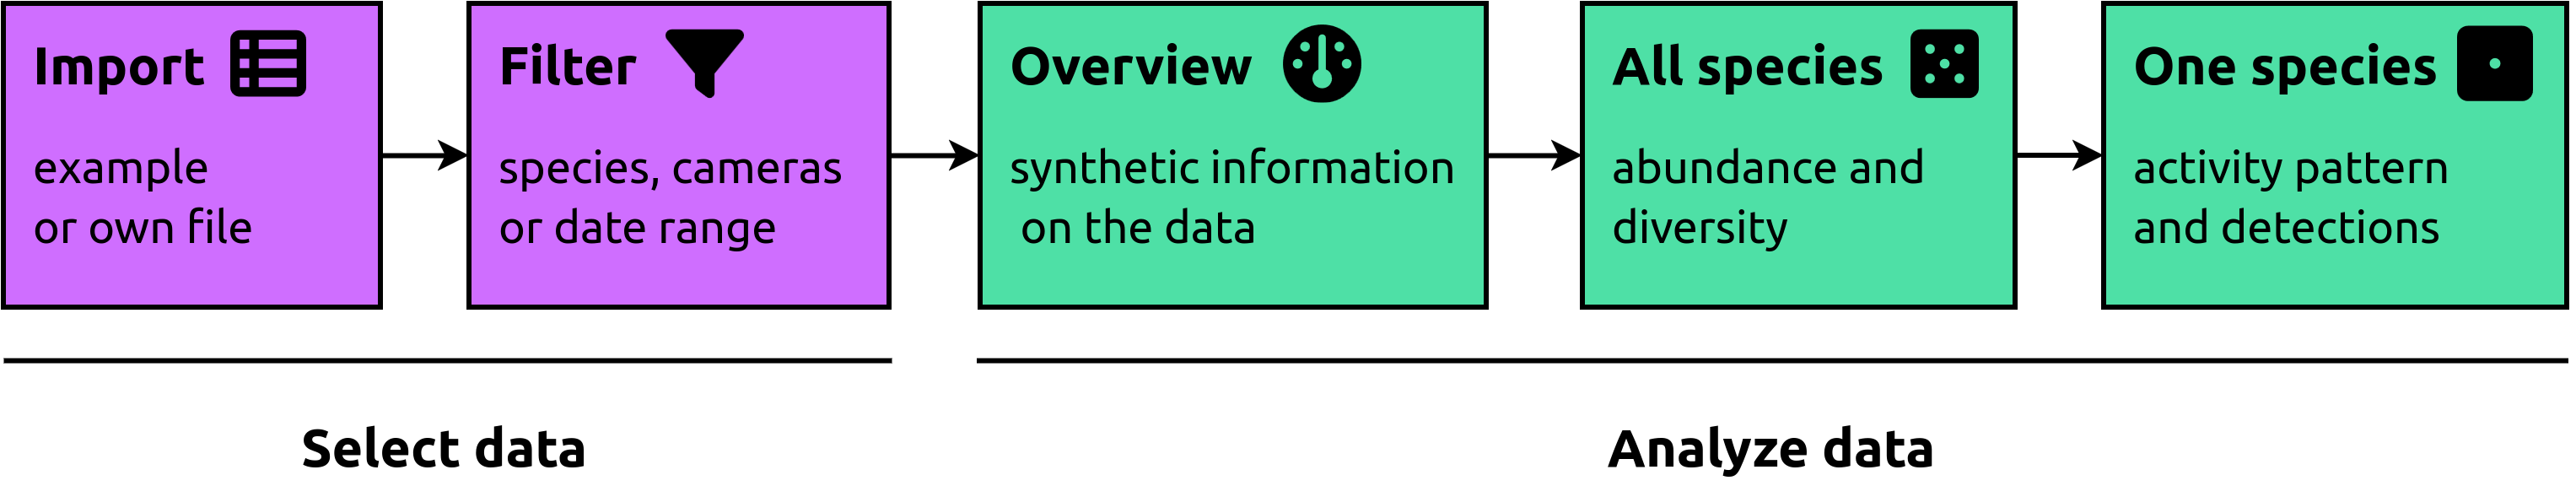 Import
example
or own file
Filter
species, cameras
or date range
Overview
synthetic information
on the data
All species
abundance and
diversity
One species
activity pattern
and detections
Select data
Analyze data